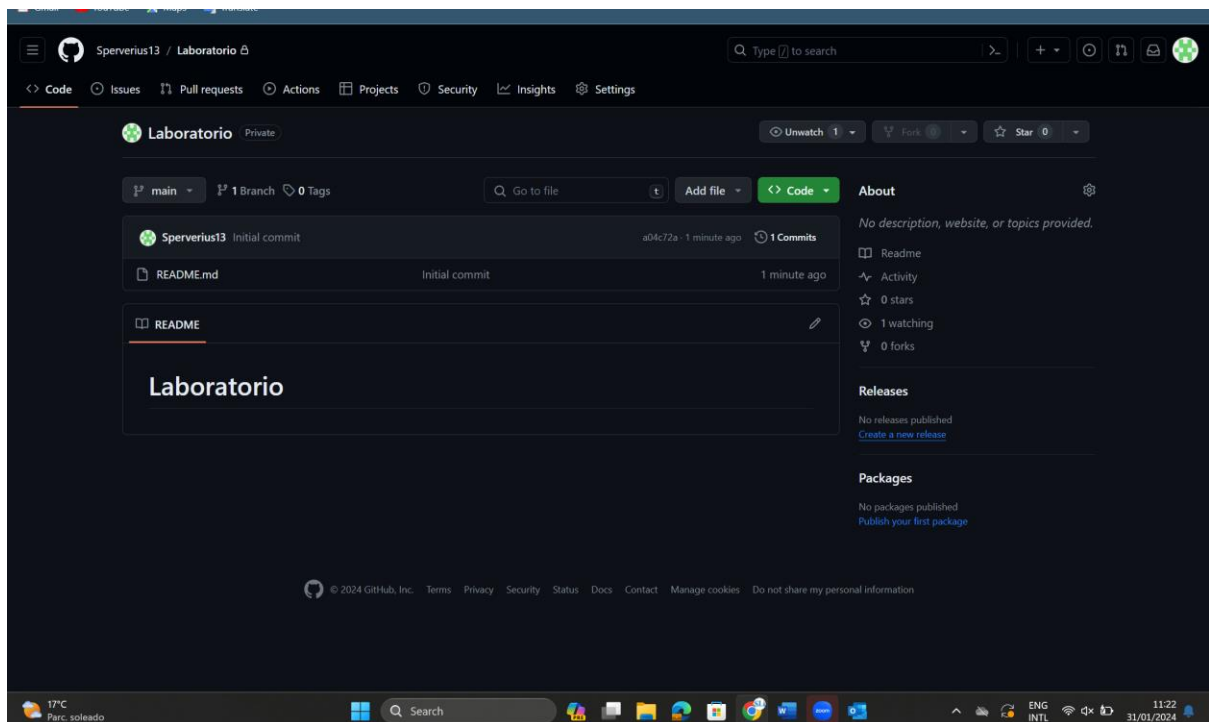 Gmail YouTube Maps Translate
Sperverius13 / Laboratorio Type / to search
Code Issues Pull requests Actions Projects Security Insights Settings
Laboratorio Private Unwatch 1 Fork 0 Star 0
main 1 Branch 0 Tags Go to file t Add file Code About
No description, website, or topics provided.
Sperverius13 Initial commit a04c72a · 1 minute ago 1 Commits
Readme
README.md Initial commit 1 minute ago
Activity
0 stars
README
1 watching
0 forks
Laboratorio
Releases
No releases published
Create a new release
Packages
No packages published
Publish your first package
© 2024 GitHub, Inc. Terms Privacy Security Status Docs Contact Manage cookies Do not share my personal information
17°C
Parc. soleado
Search
zoom
ENG
INTL
11:22
31/01/2024